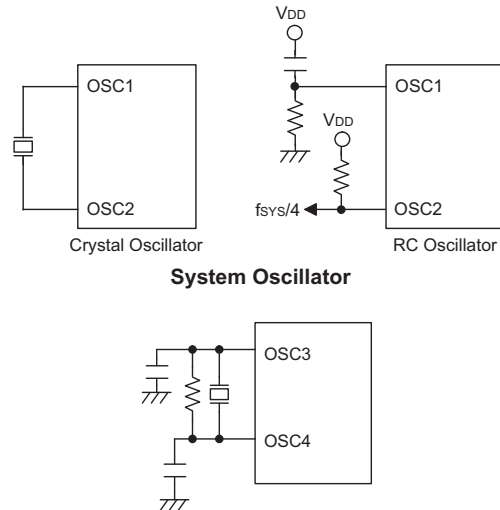 VDD
OSC1
OSC1
VDD
OSC2
fSYS/4
OSC2
Crystal Oscillator
RC Oscillator
System Oscillator
OSC3
OSC4